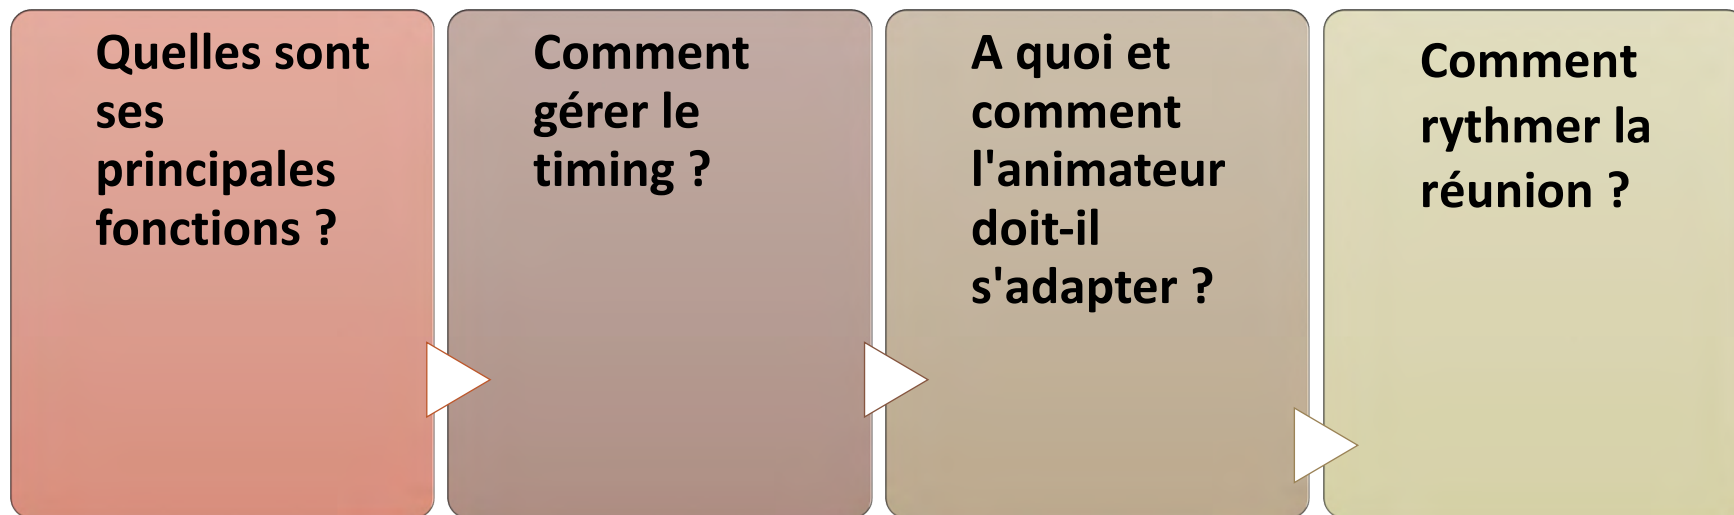 Quelles sont
ses
principales
fonctions ?
Comment
gérer le
timing ?
A quoi et
comment
l'animateur
doit-il
s'adapter ?
Comment
rythmer la
réunion ?